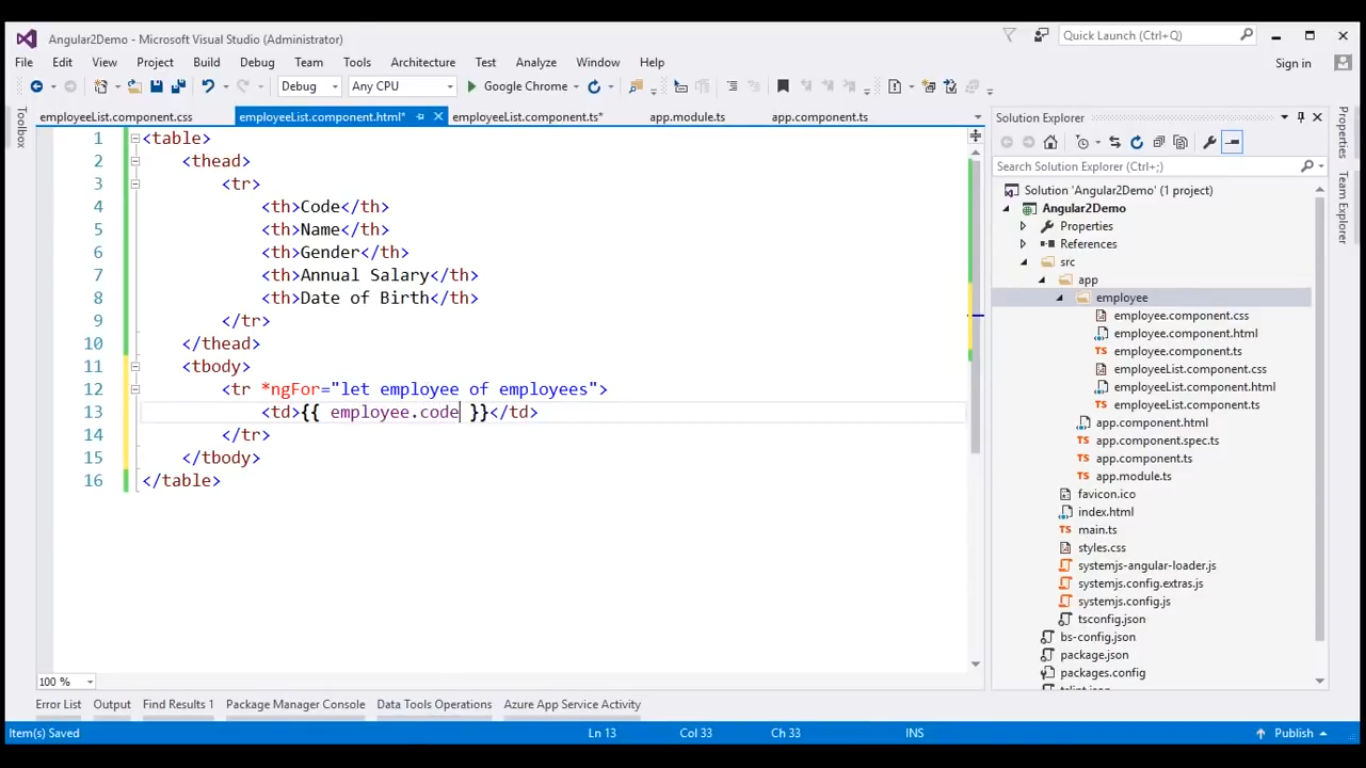 Angular2Demo - Microsoft Visual Studio (Administrator)
Quick Launch (Ctrl+Q)
File Edit View Project Build Debug Team Tools Architecture Test Analyze Window Help
Sign in
Debug Any CPU Google Chrome
Toolbox
employeeList.component.css employeeList.component.html* employeeList.component.ts* app.module.ts app.component.ts
1 <table>
2 <thead>
3 <tr>
4 <th>Code</th>
5 <th>Name</th>
6 <th>Gender</th>
7 <th>Annual Salary</th>
8 <th>Date of Birth</th>
9 </tr>
10 </thead>
11 <tbody>
12 <tr *ngFor="let employee of employees">
13 <td>{{ employee.code }}</td>
14 </tr>
15 </tbody>
16 </table>
100 %
Solution Explorer
Search Solution Explorer (Ctrl+;)
Solution 'Angular2Demo' (1 project)
Angular2Demo
Properties
References
src
app
employee
employee.component.css
employee.component.html
TS employee.component.ts
employeeList.component.css
employeeList.component.html
TS employeeList.component.ts
app.component.html
TS app.component.spec.ts
TS app.component.ts
TS app.module.ts
favicon.ico
index.html
TS main.ts
styles.css
systemjs-angular-loader.js
systemjs.config.extras.js
systemjs.config.js
tsconfig.json
bs-config.json
package.json
packages.config
Properties
Team Explorer
Error List Output Find Results 1 Package Manager Console Data Tools Operations Azure App Service Activity
Item(s) Saved Ln 13 Col 33 Ch 33 INS Publish